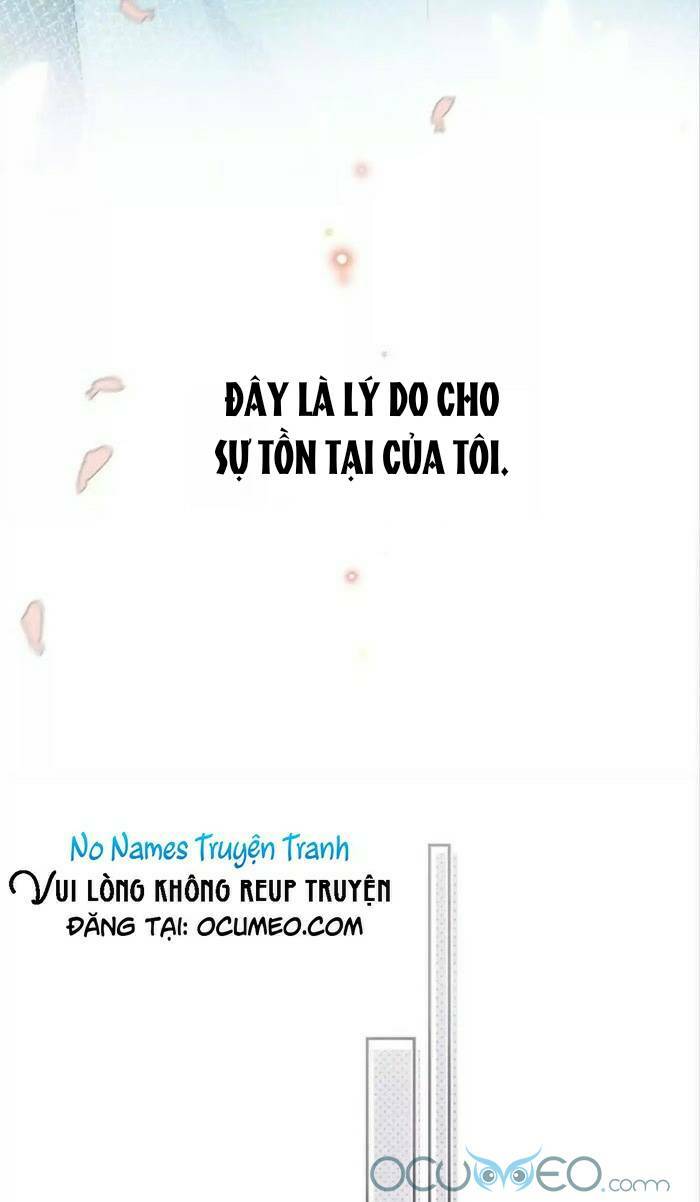 ĐÂY LÀ LÝ DO CHO
SỰ TỒN TẠI CỦA TÔI.
No Names Truyện Tranh
VUI LÒNG KHÔNG REUP TRUYỆN
ĐĂNG TẠI: OCUMEO.COM
OCUMEO.comm